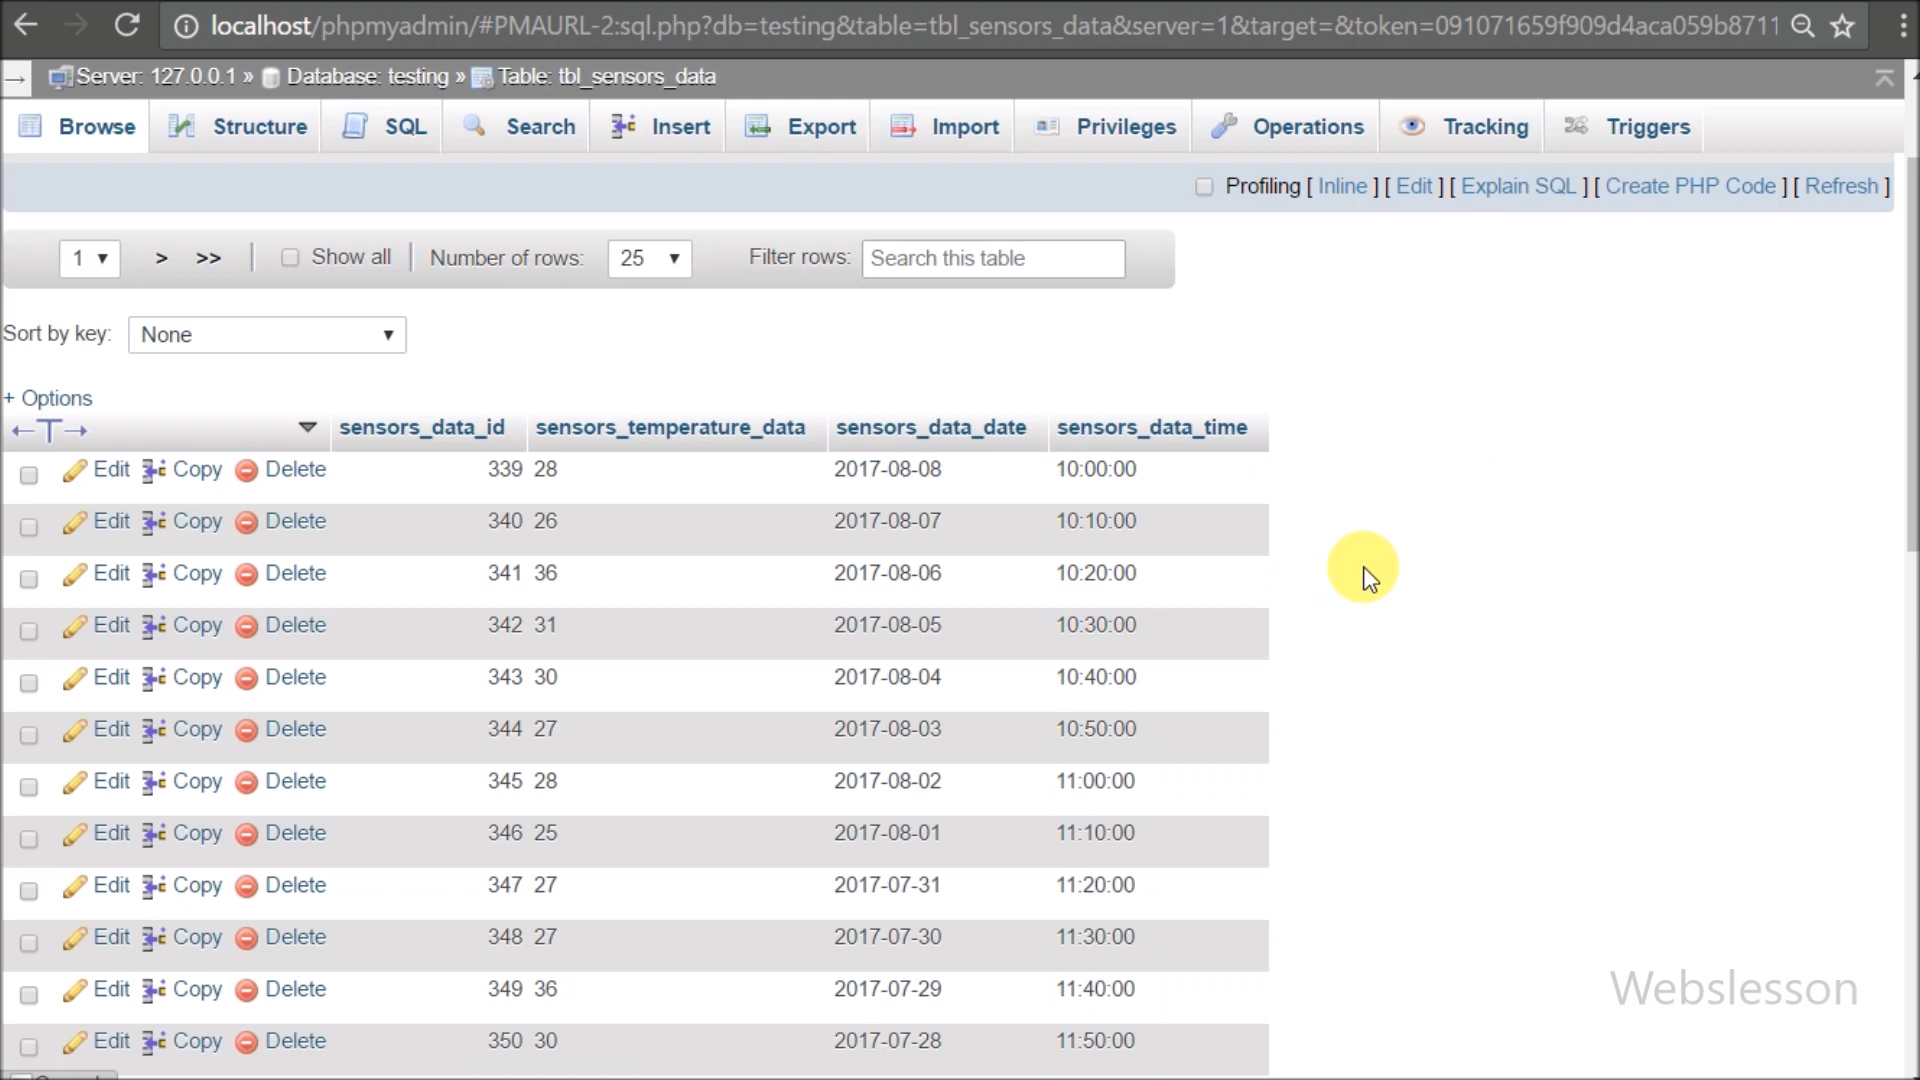 localhost/phpmyadmin/#PMAURL-2:sql.php?db=testing&table=tbl_sensors_data&server=1&target=&token=091071659f909d4aca059b8711
Server: 127.0.0.1 » Database: testing » Table: tbl_sensors_data
Browse Structure SQL Search Insert Export Import Privileges Operations Tracking Triggers
Profiling [ Inline ] [ Edit ] [ Explain SQL ] [ Create PHP Code ] [ Refresh ]
1 > >> Show all Number of rows: 25 Filter rows: Search this table
Sort by key: None
+ Options
sensors_data_id sensors_temperature_data sensors_data_date sensors_data_time
Edit Copy Delete 339 28 2017-08-08 10:00:00
Edit Copy Delete 340 26 2017-08-07 10:10:00
Edit Copy Delete 341 36 2017-08-06 10:20:00
Edit Copy Delete 342 31 2017-08-05 10:30:00
Edit Copy Delete 343 30 2017-08-04 10:40:00
Edit Copy Delete 344 27 2017-08-03 10:50:00
Edit Copy Delete 345 28 2017-08-02 11:00:00
Edit Copy Delete 346 25 2017-08-01 11:10:00
Edit Copy Delete 347 27 2017-07-31 11:20:00
Edit Copy Delete 348 27 2017-07-30 11:30:00
Edit Copy Delete 349 36 2017-07-29 11:40:00
Edit Copy Delete 350 30 2017-07-28 11:50:00
Webslesson